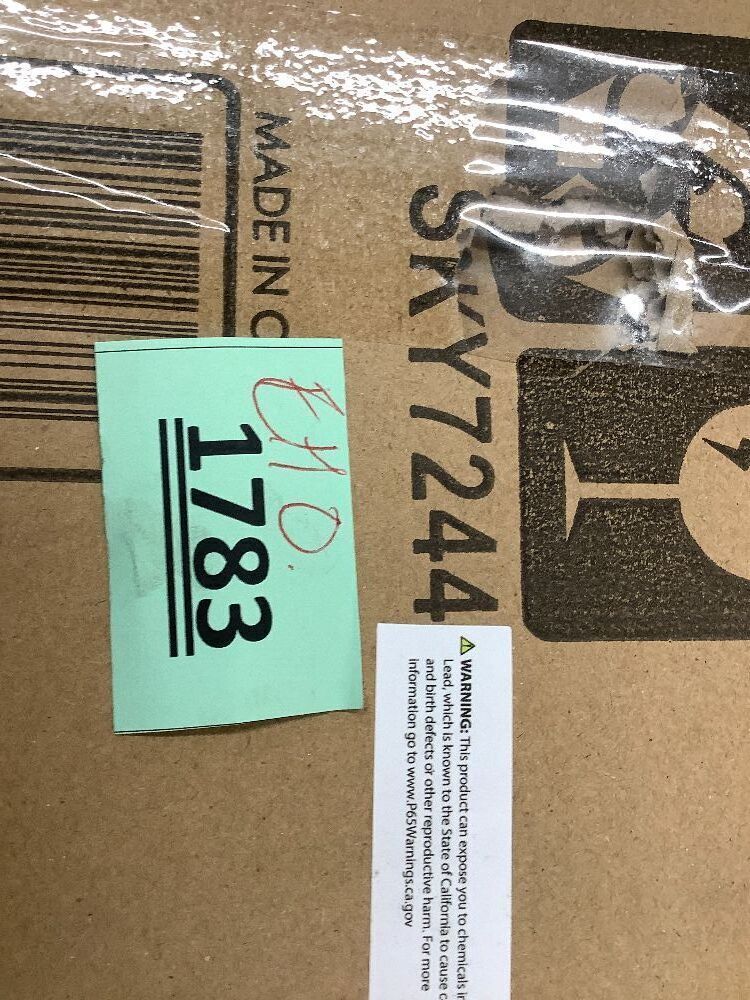 MADE IN C
SKY7244
1783
WARNING: This product can expose you to chemicals in
Lead, which is known to the State of California to cause c
and birth defects or other reproductive harm. For more
information go to www.P65Warnings.ca.gov